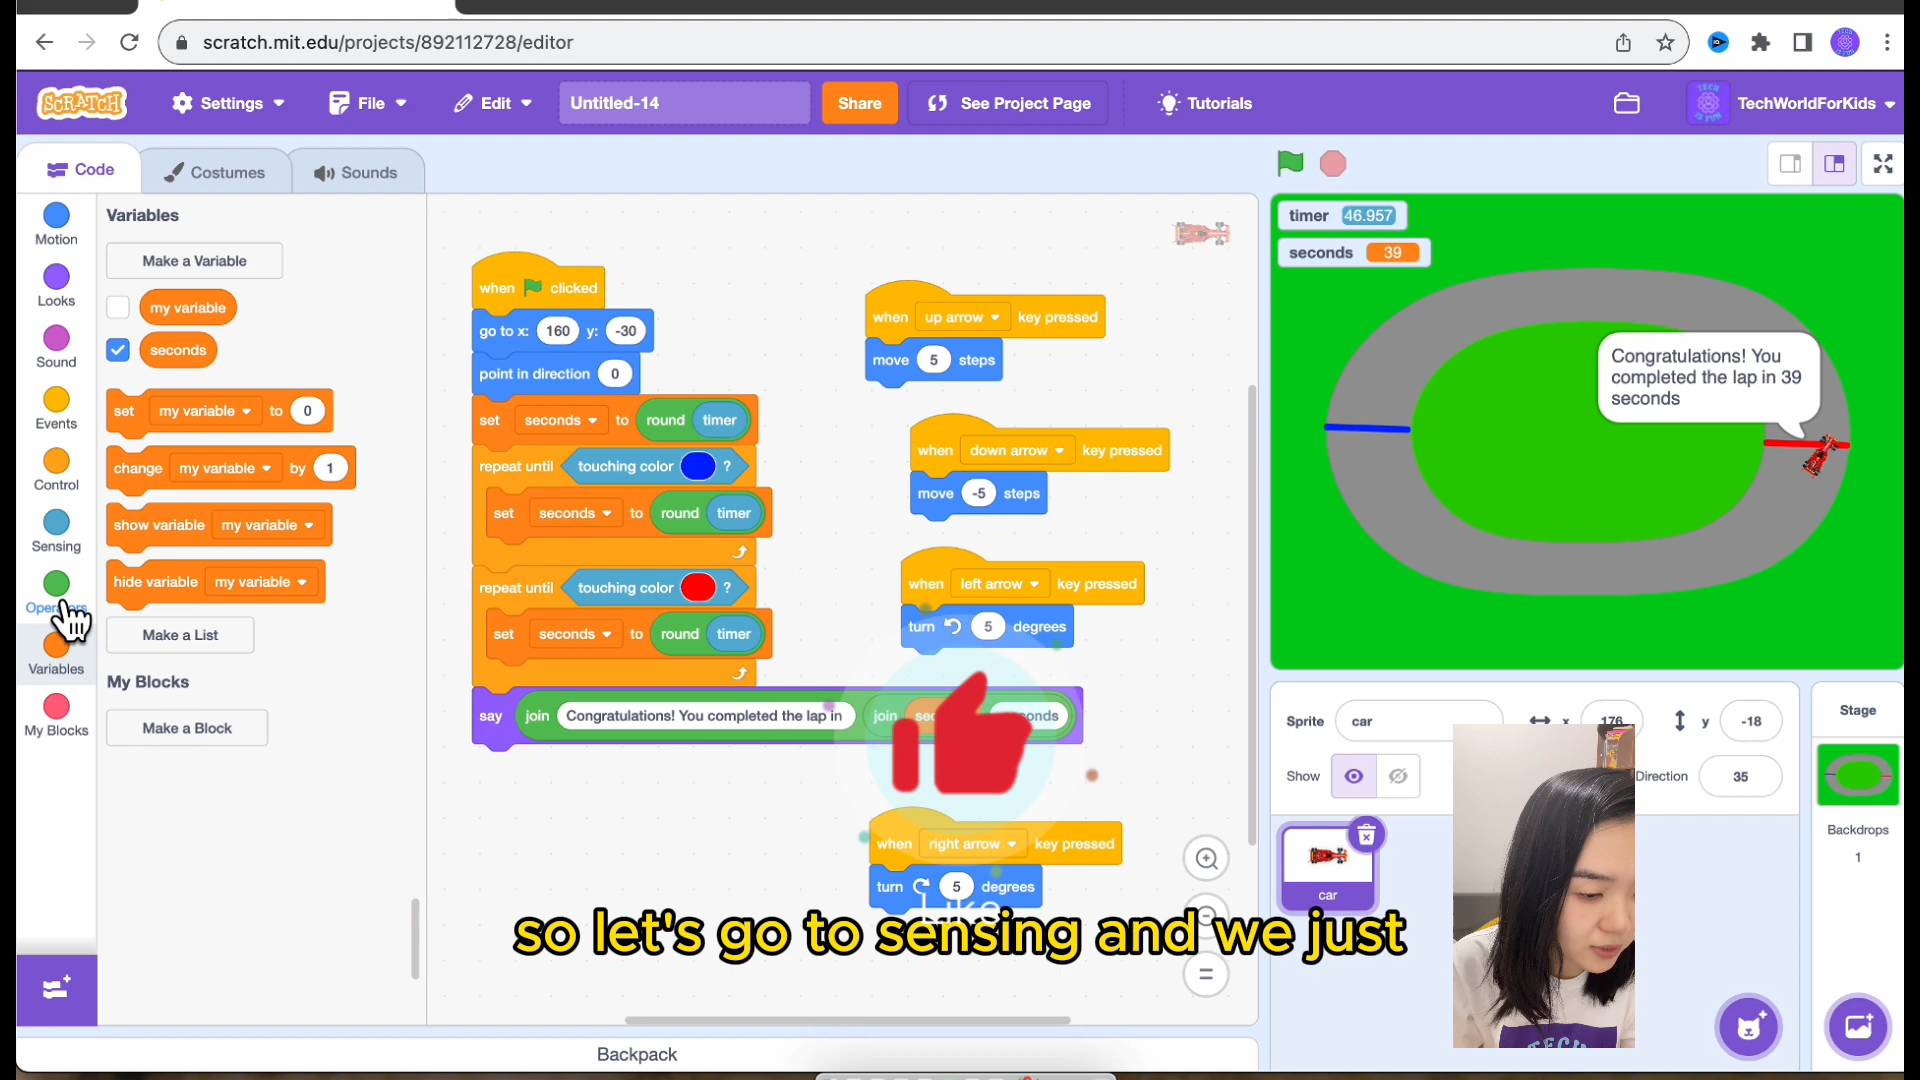 scratch.mit.edu/projects/892112728/editor
SCRATCH
Settings
File
Edit
Untitled-14
Share
See Project Page
Tutorials
TechWorldForKids
Code
Costumes
Sounds
Motion
Looks
Sound
Events
Control
Sensing
Operators
Variables
My Blocks
Variables
Make a Variable
my variable
seconds
set my variable to 0
change my variable by 1
show variable my variable
hide variable my variable
Make a List
My Blocks
Make a Block
when clicked
go to x: 160 y: -30
point in direction 0
set seconds to round timer
repeat until touching color ?
set seconds to round timer
repeat until touching color ?
set seconds to round timer
say join Congratulations! You completed the lap in join
when up arrow key pressed
move 5 steps
when down arrow key pressed
move -5 steps
when left arrow key pressed
turn 5 degrees
when right arrow key pressed
turn 5 degrees
Like
so let's go to sensing and we just
Backpack
timer 46.957
seconds 39
Congratulations! You
completed the lap in 39
seconds
Sprite car x 176 y -18
Show Direction 35
car
Stage
Backdrops
1
TECH